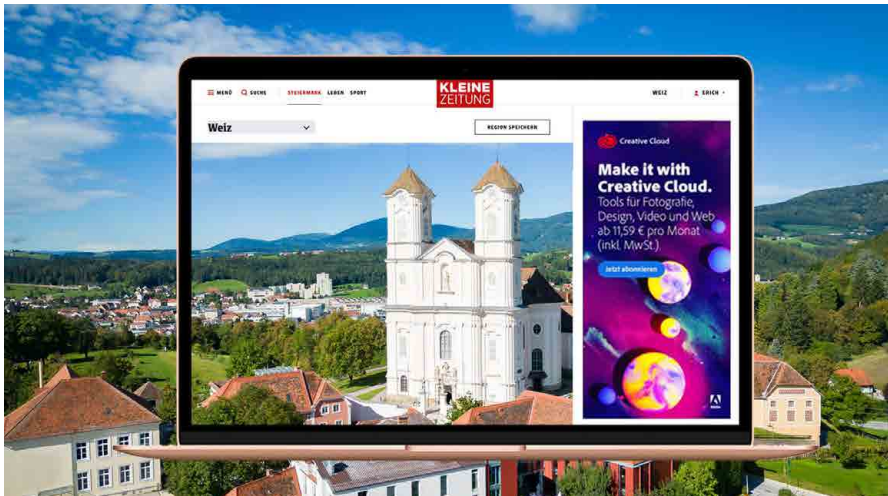 MENÜ SUCHE STEIERMARK LEBEN SPORT
KLEINE
ZEITUNG
WEIZ ERICH
Weiz
REGION SPEICHERN
Creative Cloud
Make it with
Creative Cloud.
Tools für Fotografie,
Design, Video und Web
ab 11,59 € pro Monat
(inkl. MwSt.).
Jetzt abonnieren
Adobe